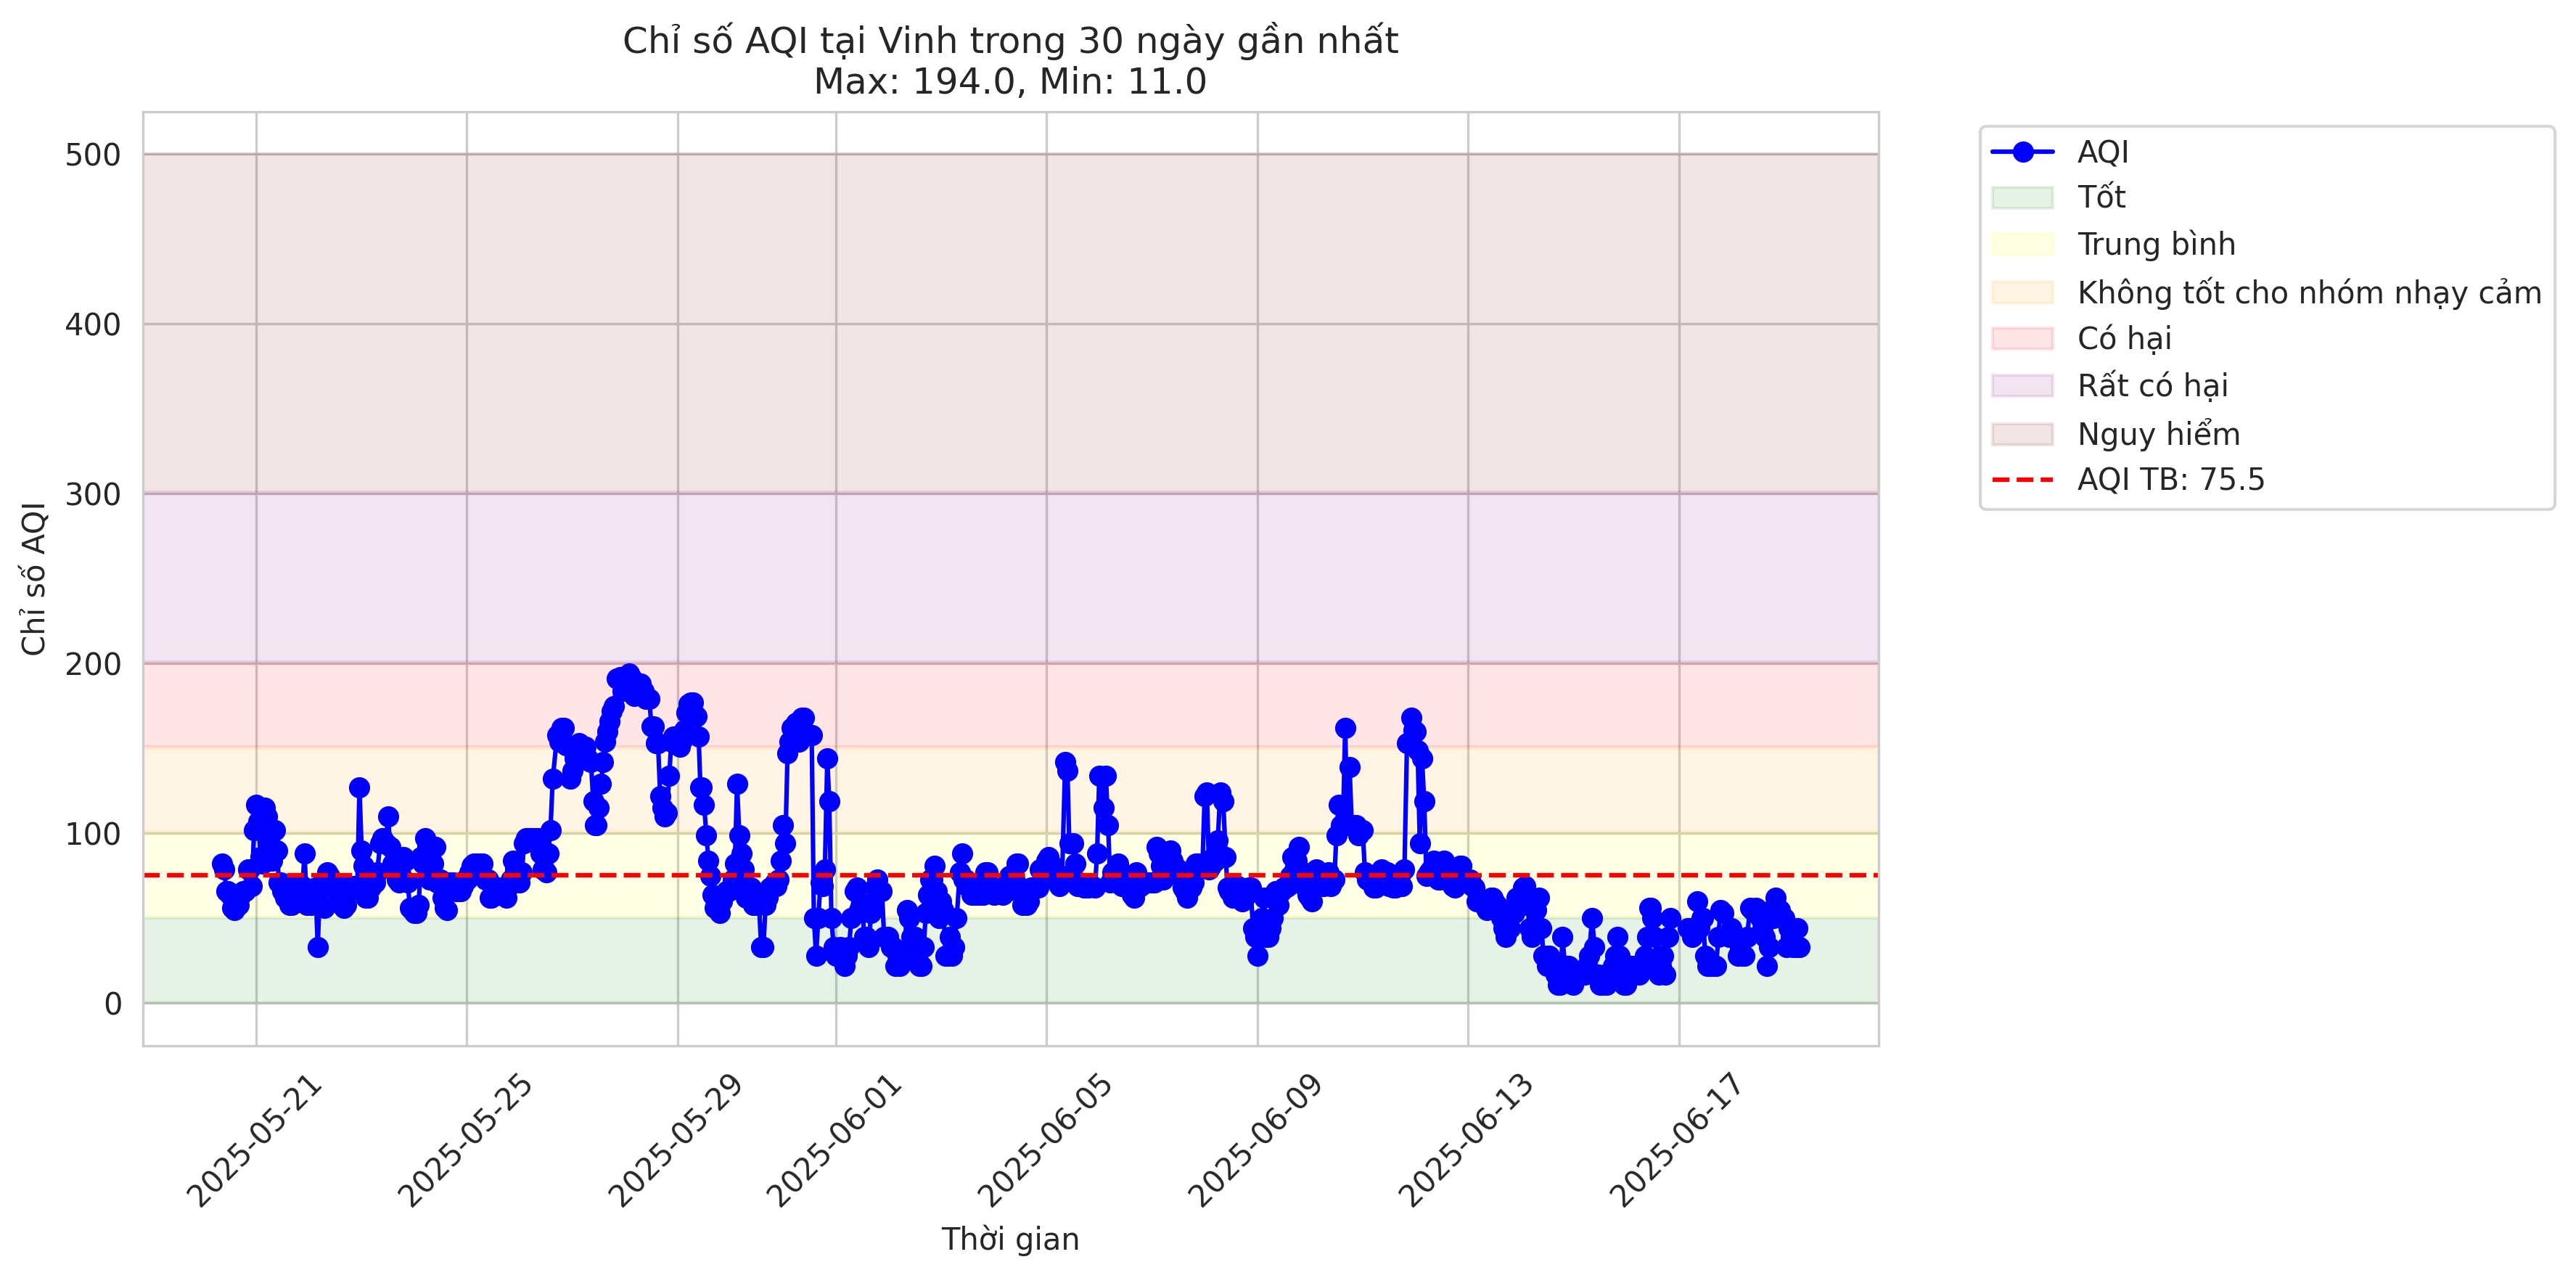 Chỉ số AQI tại Vinh trong 30 ngày gần nhất
Max: 194.0, Min: 11.0
Chỉ số AQI
500
400
300
200
100
0
2025-05-21
2025-05-25
2025-05-29
2025-06-01
2025-06-05
2025-06-09
2025-06-13
2025-06-17
Thời gian
AQI
Tốt
Trung bình
Không tốt cho nhóm nhạy cảm
Có hại
Rất có hại
Nguy hiểm
AQI TB: 75.5